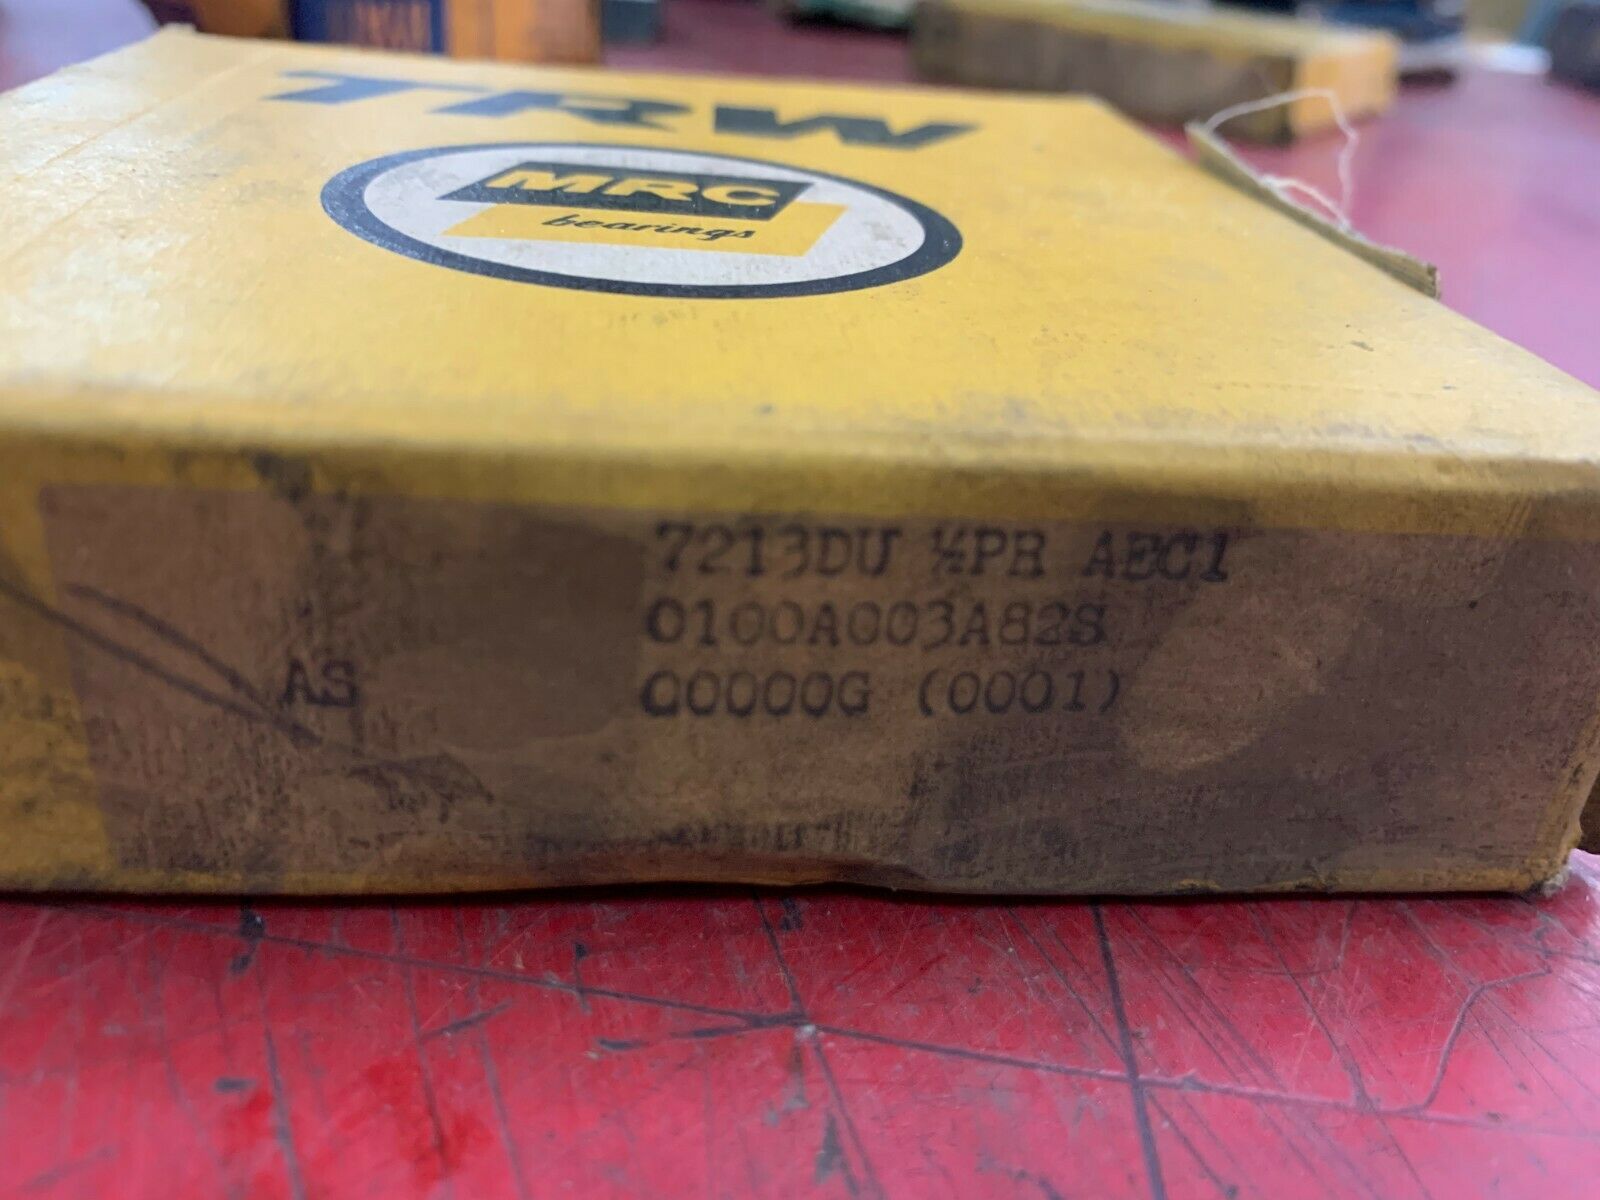 TRW
MRC
bearings
7213DU ½PR AEC1
0100A003A82S
AS 00000G (0001)